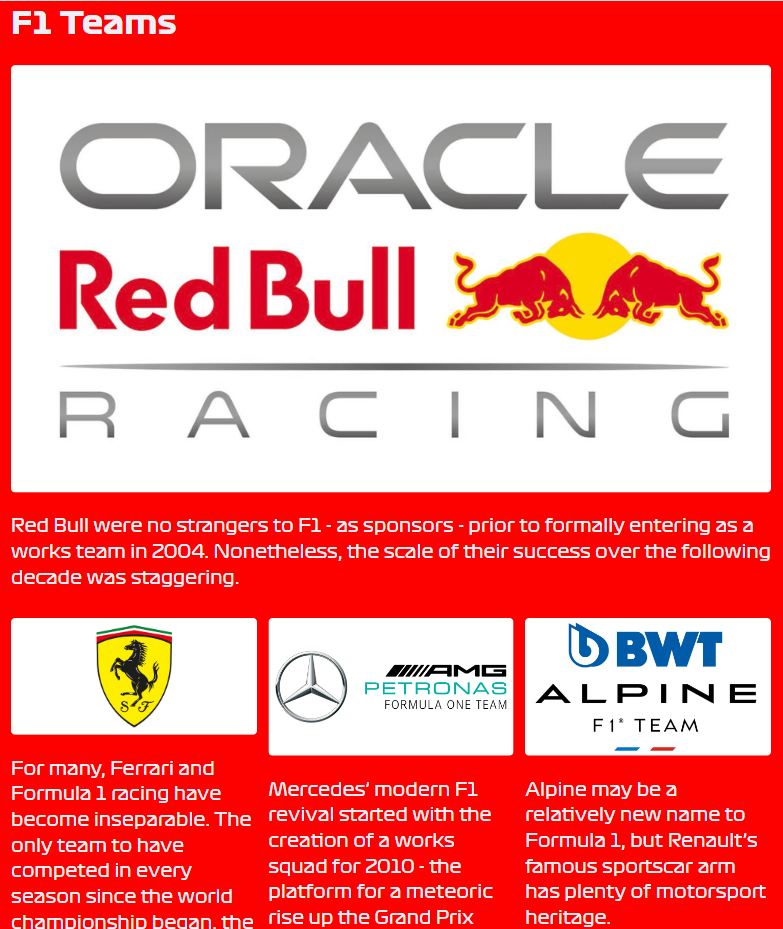 F1 Teams
ORACLE
Red Bull
RACING
Red Bull were no strangers to F1 - as sponsors - prior to formally entering as a
works team in 2004. Nonetheless, the scale of their success over the following
decade was staggering.
S F
For many, Ferrari and
Formula 1 racing have
become inseparable. The
only team to have
competed in every
season since the world
championship began, the
AMG
PETRONAS
FORMULA ONE TEAM
Mercedes’ modern F1
revival started with the
creation of a works
squad for 2010 - the
platform for a meteoric
rise up the Grand Prix
BWT
ALPINE
F1® TEAM
Alpine may be a
relatively new name to
Formula 1, but Renault’s
famous sportscar arm
has plenty of motorsport
heritage.